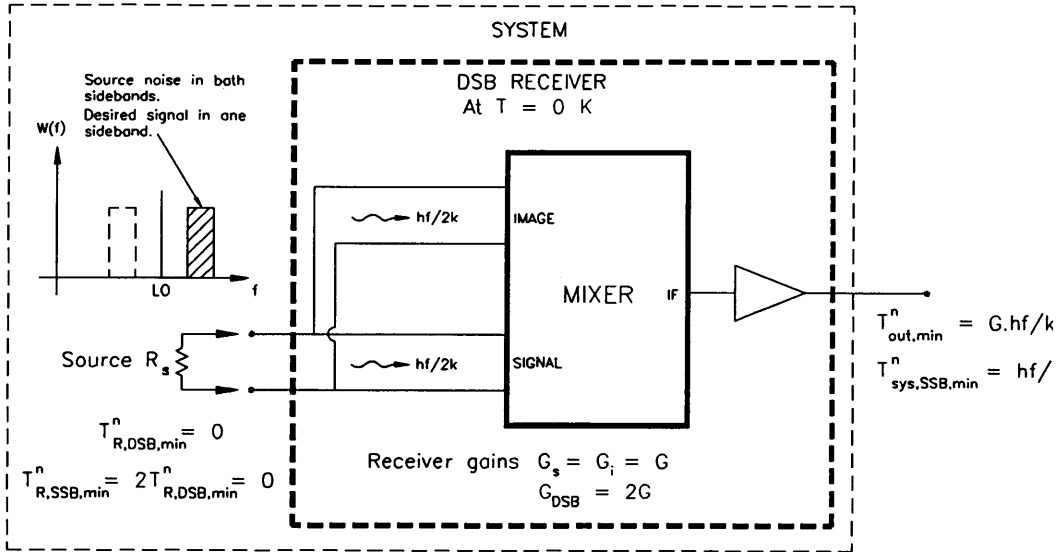 SYSTEM
DSB RECEIVER
At T = 0 K
Source noise in both
sidebands.
Desired signal in one
sideband.
W(f)
LO
f
hf/2k
IMAGE
MIXER
IF
hf/2k
SIGNAL
Source R_s
T^n_out,min = G.hf/k
T^n_sys,SSB,min = hf/
T^n_R,DSB,min = 0
T^n_R,SSB,min = 2T^n_R,DSB,min = 0
Receiver gains G_s = G_i = G
G_DSB = 2G